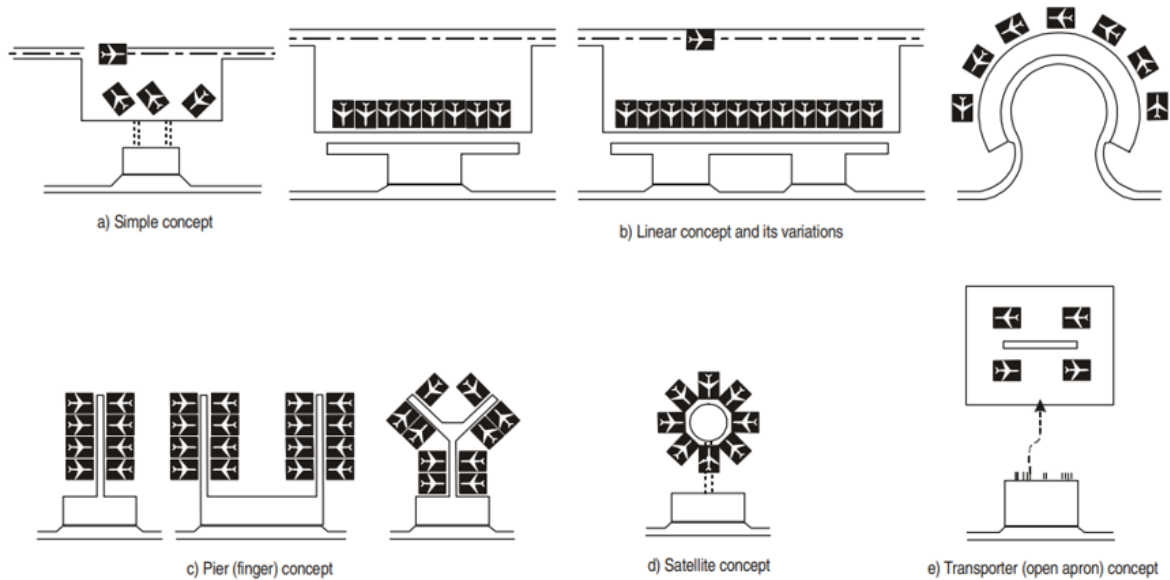 a) Simple concept
b) Linear concept and its variations
c) Pier (finger) concept
d) Satellite concept
e) Transporter (open apron) concept